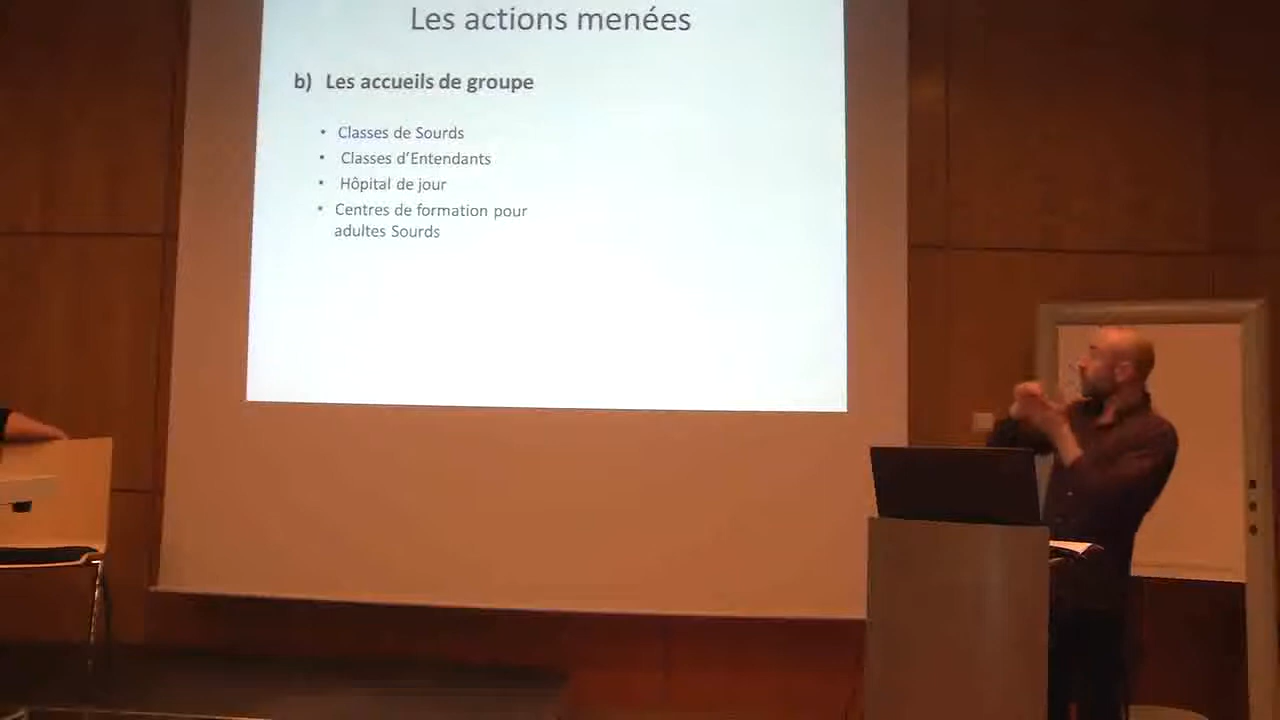 Les actions menées
b) Les accueils de groupe
• Classes de Sourds
• Classes d'Entendants
• Hôpital de jour
• Centres de formation pour
adultes Sourds